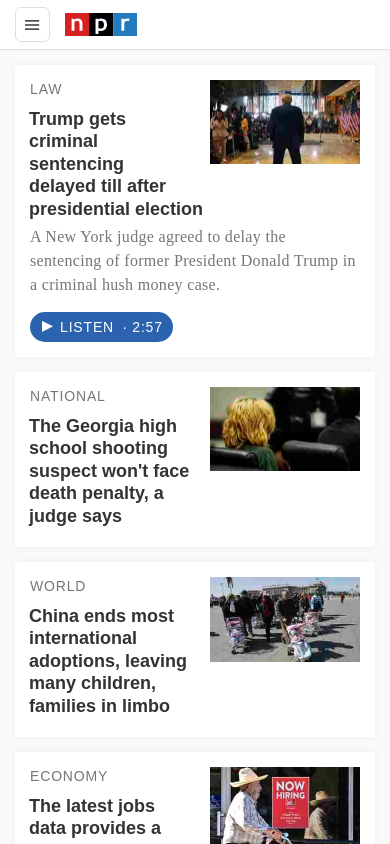 npr
LAW
Trump gets
criminal
sentencing
delayed till after
presidential election
A New York judge agreed to delay the
sentencing of former President Donald Trump in
a criminal hush money case.
LISTEN · 2:57
NATIONAL
The Georgia high
school shooting
suspect won't face
death penalty, a
judge says
WORLD
China ends most
international
adoptions, leaving
many children,
families in limbo
ECONOMY
The latest jobs
data provides a
NOW
HIRING